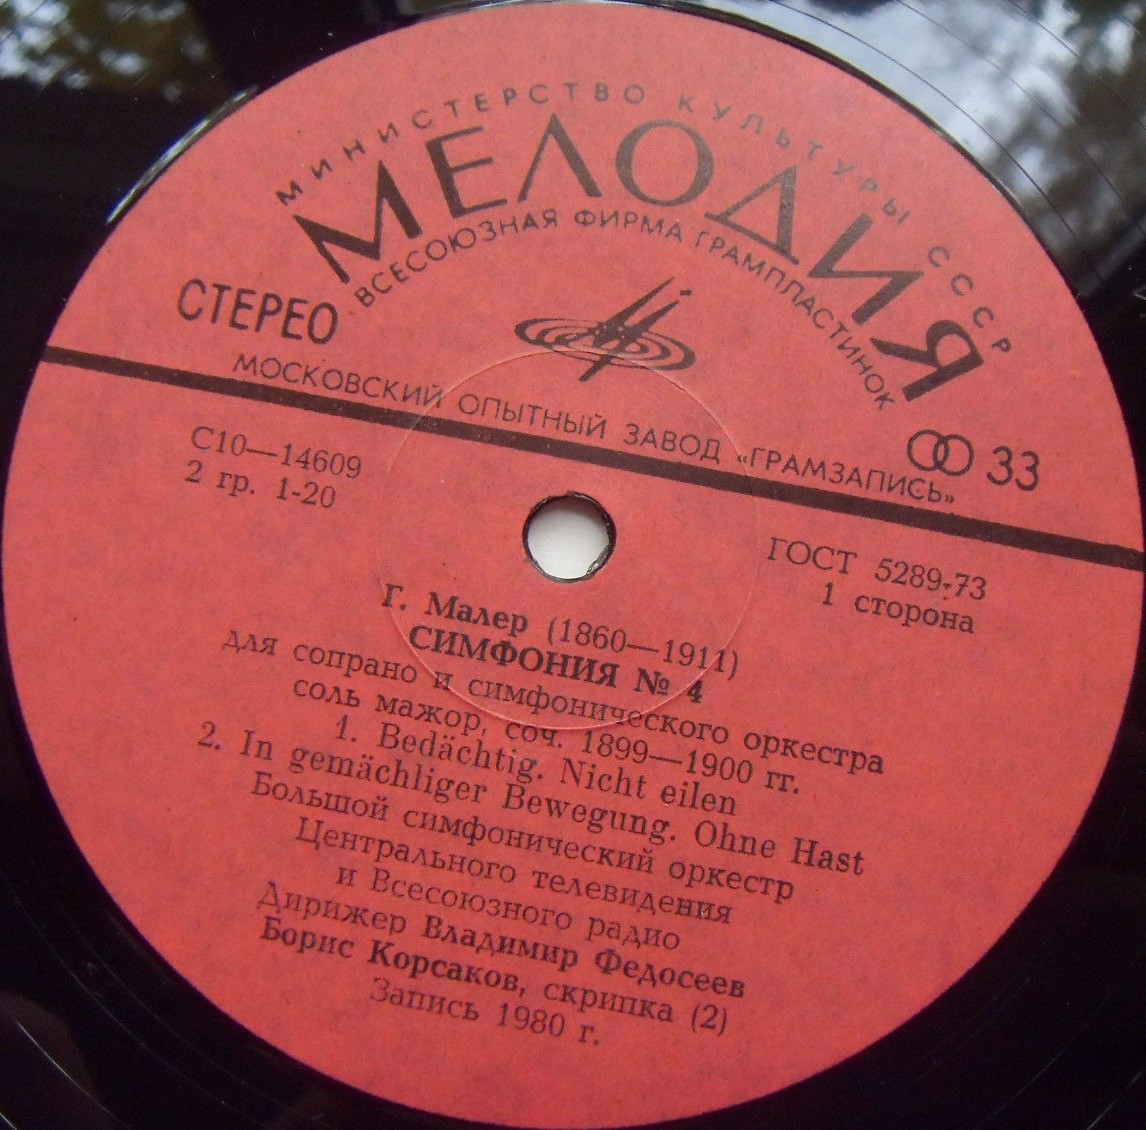 МИНИСТЕРСТВО КУЛЬТУРЫ СССР
МЕЛОДИЯ
ВСЕСОЮЗНАЯ ФИРМА ГРАМПЛАСТИНОК
СТЕРЕО
МОСКОВСКИЙ ОПЫТНЫЙ ЗАВОД «ГРАМЗАПИСЬ»
33
С10—14609
2 гр. 1-20
ГОСТ 5289-73
1 сторона
Г. Малер (1860—1911)
СИМФОНИЯ № 4
для сопрано и симфонического оркестра
соль мажор, соч. 1899—1900 гг.
1. Bedächtig. Nicht eilen
2. In gemächliger Bewegung. Ohne Hast
Большой симфонический оркестр
Центрального телевидения
и Всесоюзного радио
Дирижер Владимир Федосеев
Борис Корсаков, скрипка (2)
Запись 1980 г.